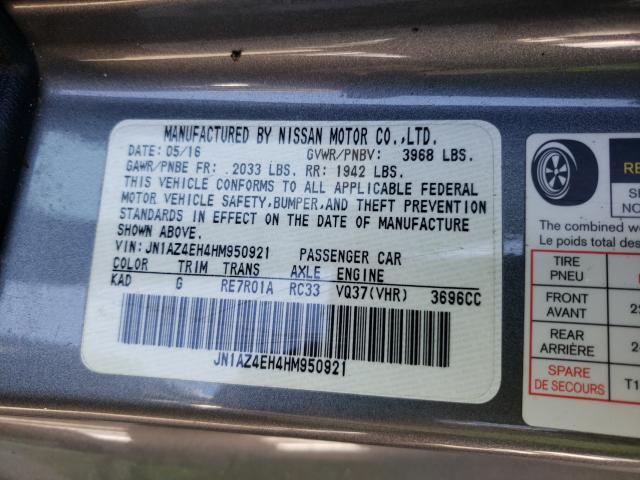 MANUFACTURED BY NISSAN MOTOR CO.,LTD.
DATE: 05/16 GVWR/PNBV: 3968 LBS.
GAWR/PNBE FR: . 2033 LBS. RR: 1942 LBS.
THIS VEHICLE CONFORMS TO ALL APPLICABLE FEDERAL
MOTOR VEHICLE SAFETY,BUMPER,AND THEFT PREVENTION
STANDARDS IN EFFECT ON THE DATE OF MANUFACTURE
SHOWN ABOVE.
VIN: JN1AZ4EH4HM950921 PASSENGER CAR
COLOR TRIM TRANS AXLE ENGINE
KAD G RE7R01A RC33 VQ37(VHR) 3696CC
JN1AZ4EH4HM950921
The combined we
Le poids total des
TIRE
PNEU
FRONT
AVANT
REAR
ARRIÈRE
SPARE
DE SECOURS